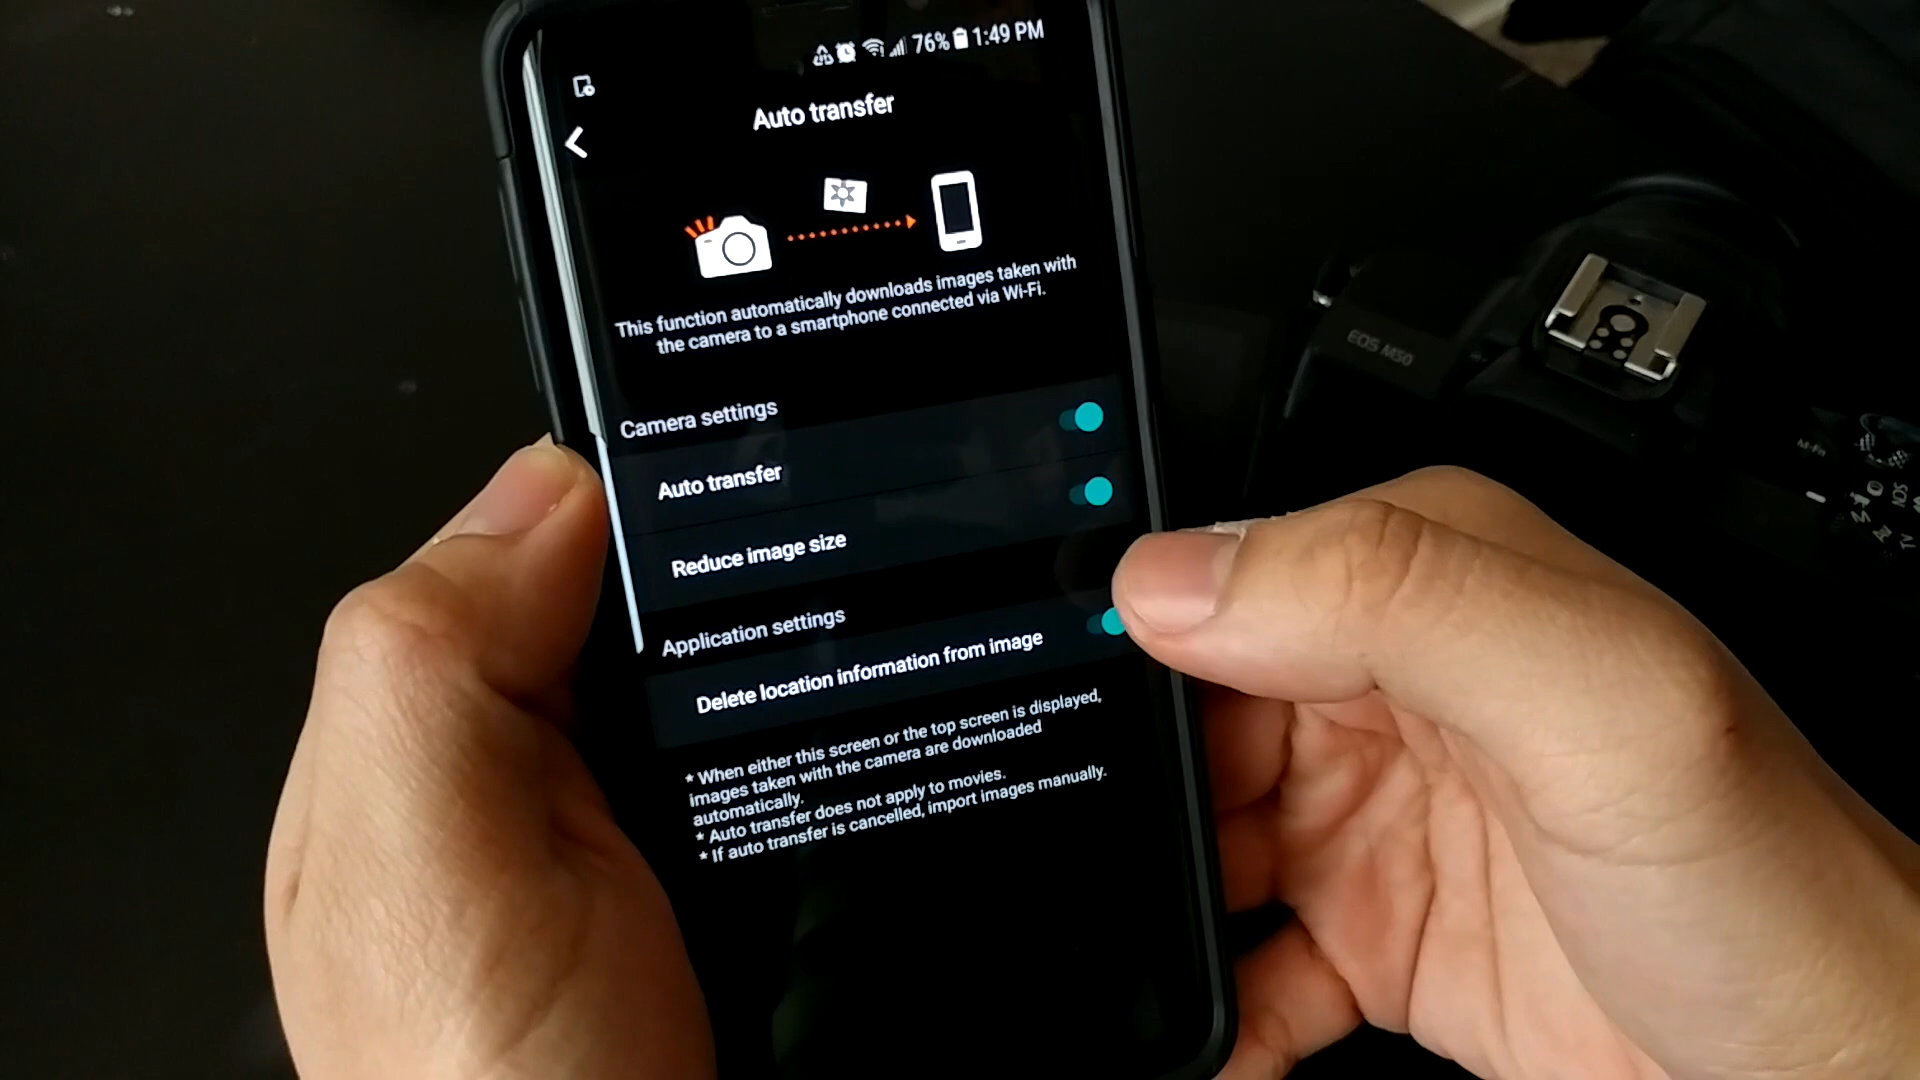 76% 1:49 PM
Auto transfer
This function automatically downloads images taken with
the camera to a smartphone connected via Wi-Fi.
Camera settings
Auto transfer
Reduce image size
Application settings
Delete location information from image
* When either this screen or the top screen is displayed,
images taken with the camera are downloaded
automatically.
* Auto transfer does not apply to movies.
* If auto transfer is cancelled, import images manually.
EOS M50
M-Fn
M
Av
Tv